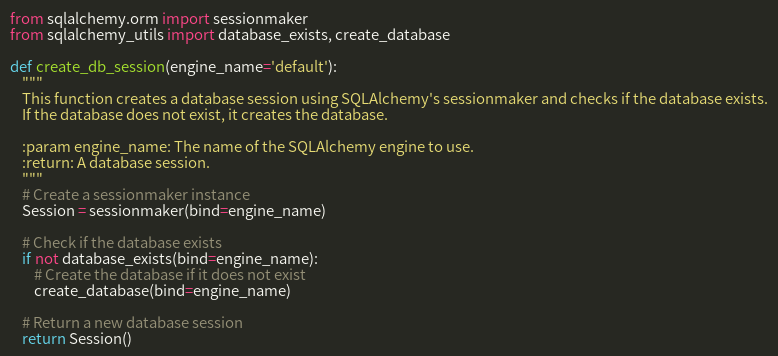 from sqlalchemy.orm import sessionmaker
from sqlalchemy_utils import database_exists, create_database

def create_db_session(engine_name='default'):
    """
    This function creates a database session using SQLAlchemy's sessionmaker and checks if the database exists.
    If the database does not exist, it creates the database.

    :param engine_name: The name of the SQLAlchemy engine to use.
    :return: A database session.
    """
    # Create a sessionmaker instance
    Session = sessionmaker(bind=engine_name)

    # Check if the database exists
    if not database_exists(bind=engine_name):
        # Create the database if it does not exist
        create_database(bind=engine_name)

    # Return a new database session
    return Session()